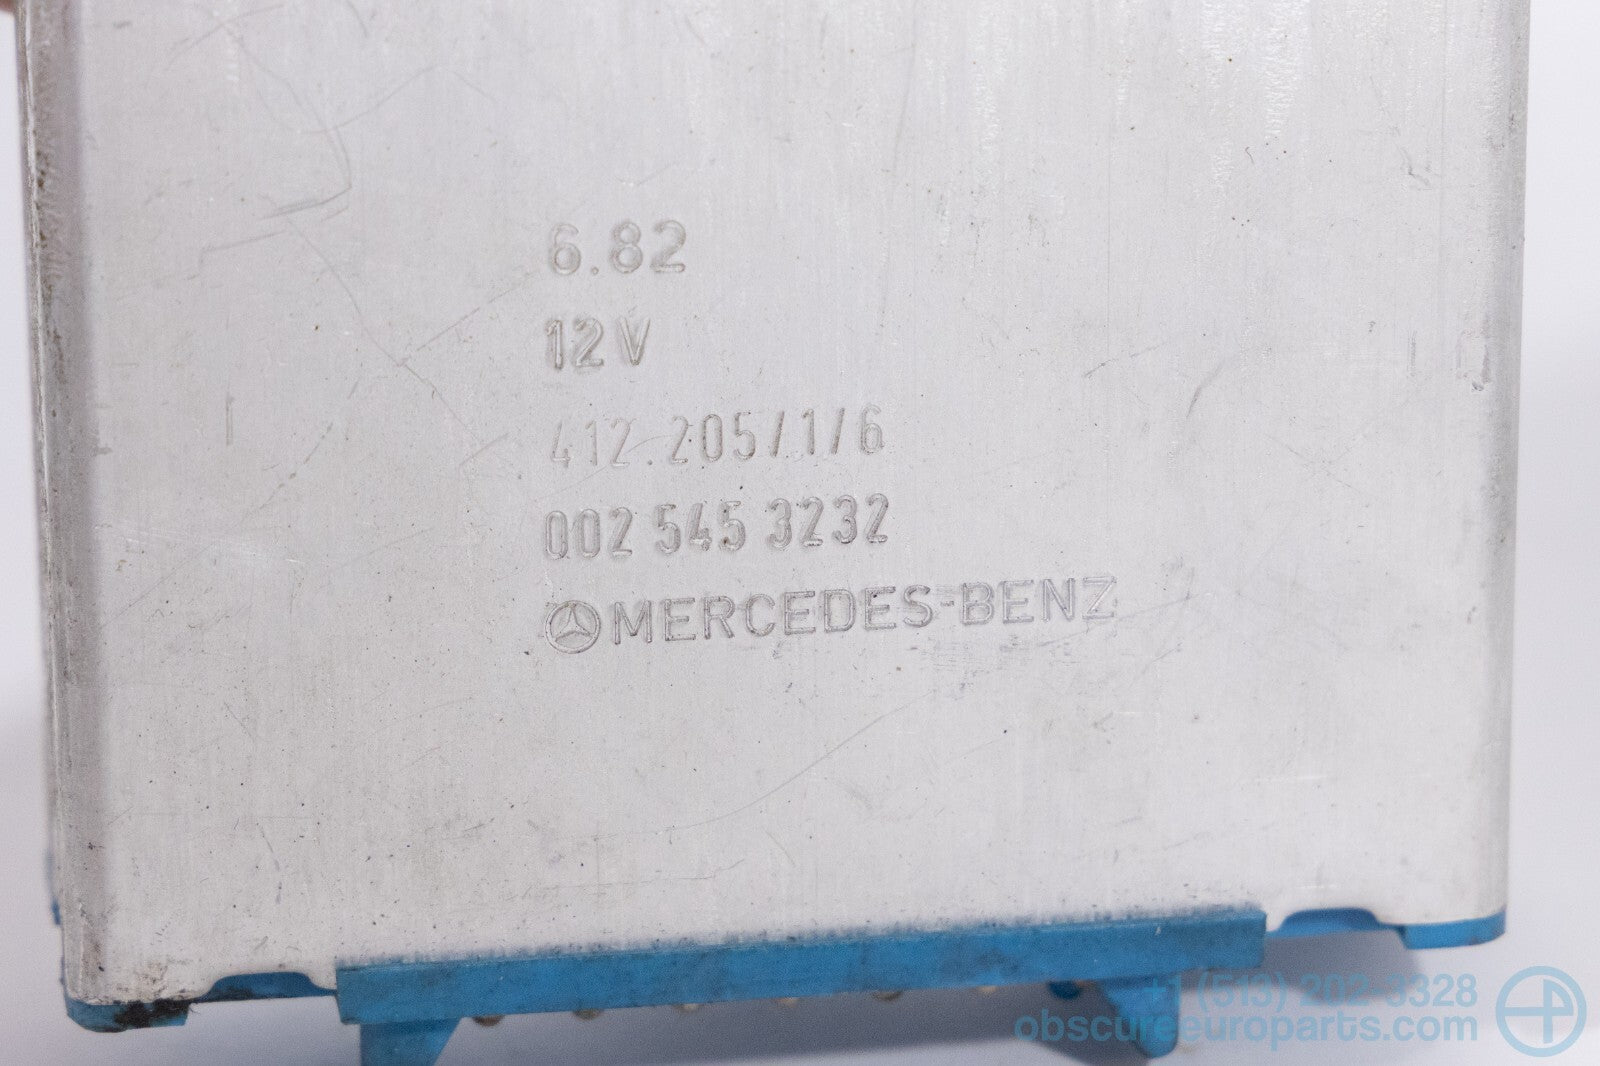 6.82
12V
412.205/1/6
002 545 3232
MERCEDES-BENZ
+1 (513) 202-3328
obscureeuroparts.com